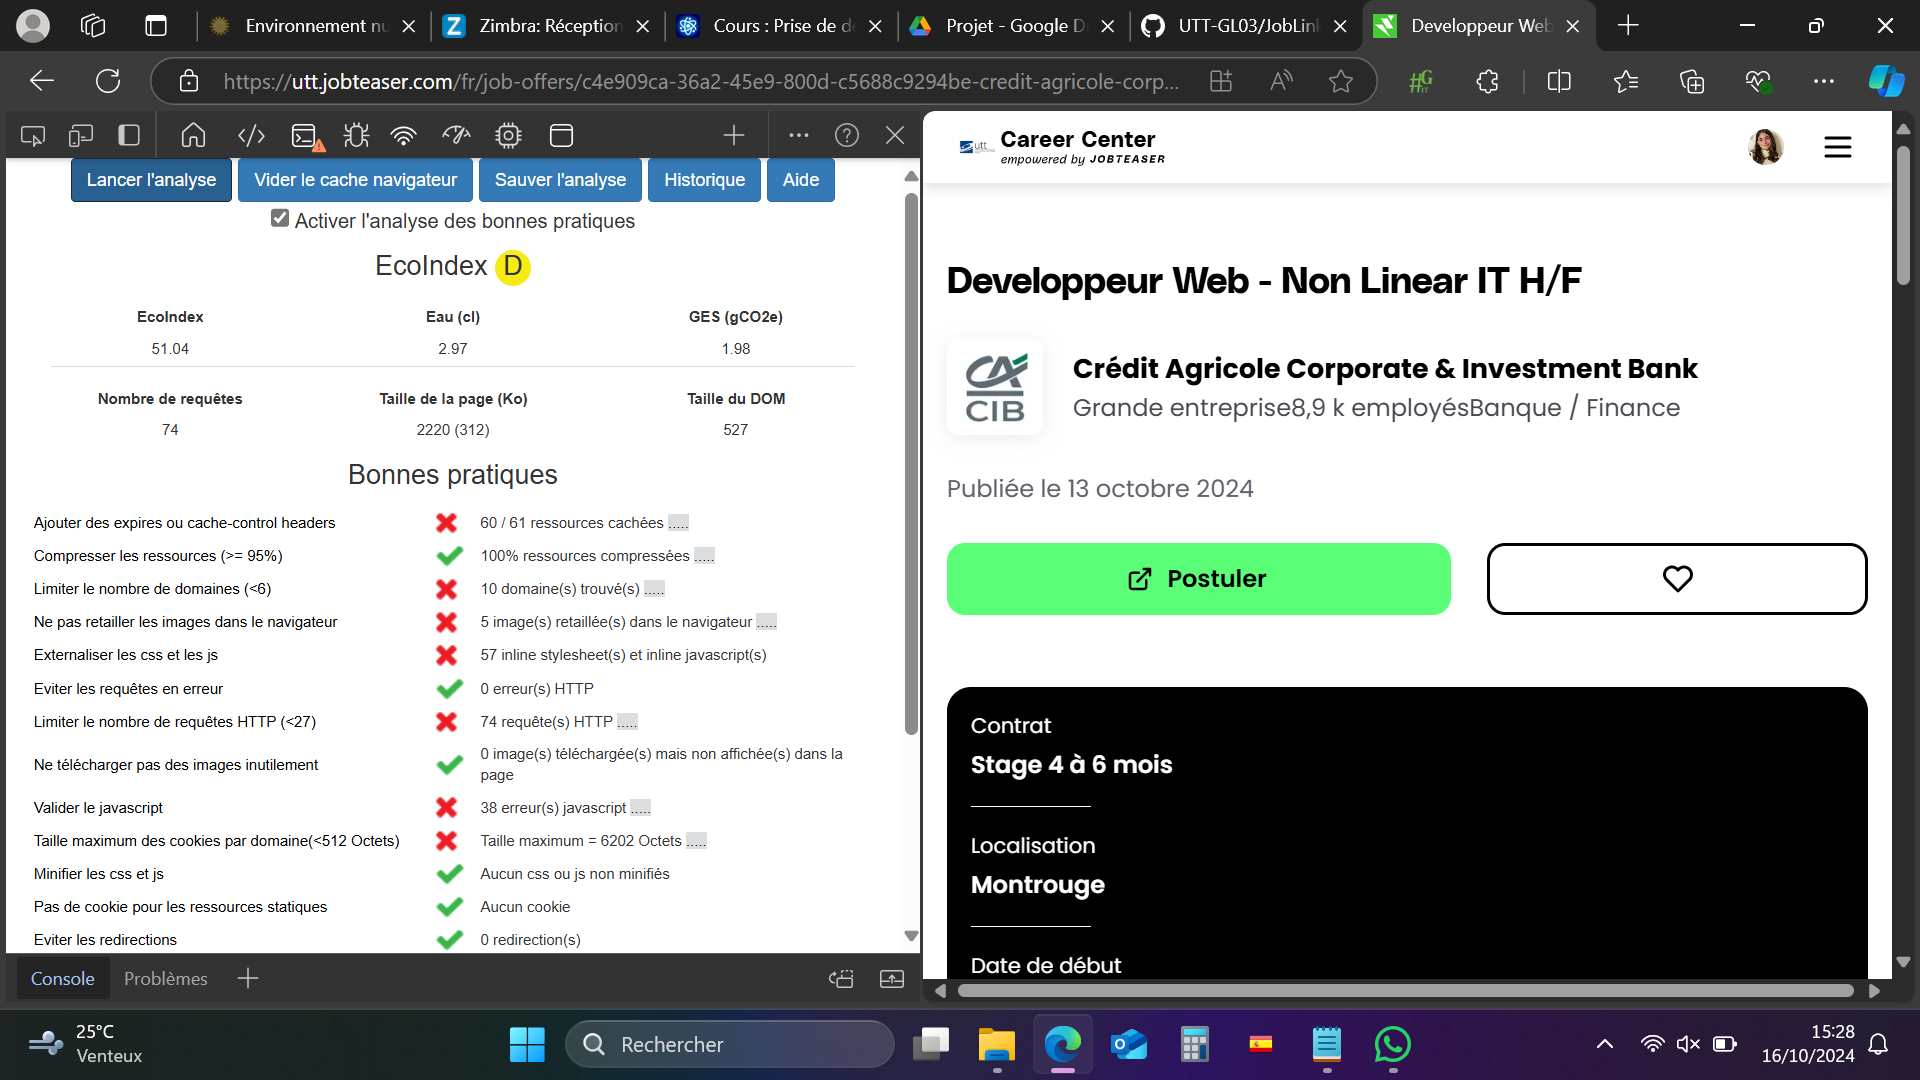 Environnement nu
Zimbra: Réception
Cours : Prise de d
Projet - Google D
UTT-GL03/JobLink
Developpeur Web
https://utt.jobteaser.com/fr/job-offers/c4e909ca-36a2-45e9-800d-c5688c9294be-credit-agricole-corp...
Lancer l'analyse
Vider le cache navigateur
Sauver l'analyse
Historique
Aide
Activer l'analyse des bonnes pratiques
EcoIndex D
EcoIndex Eau (cl) GES (gCO2e)
51.04 2.97 1.98
Nombre de requêtes Taille de la page (Ko) Taille du DOM
74 2220 (312) 527
Bonnes pratiques
Ajouter des expires ou cache-control headers 60 / 61 ressources cachées .....
Compresser les ressources (>= 95%) 100% ressources compressées .....
Limiter le nombre de domaines (<6) 10 domaine(s) trouvé(s) .....
Ne pas retailler les images dans le navigateur 5 image(s) retaillée(s) dans le navigateur .....
Externaliser les css et les js 57 inline stylesheet(s) et inline javascript(s)
Eviter les requêtes en erreur 0 erreur(s) HTTP
Limiter le nombre de requêtes HTTP (<27) 74 requête(s) HTTP .....
Ne télécharger pas des images inutilement 0 image(s) téléchargée(s) mais non affichée(s) dans la
page
Valider le javascript 38 erreur(s) javascript .....
Taille maximum des cookies par domaine(<512 Octets) Taille maximum = 6202 Octets .....
Minifier les css et js Aucun css ou js non minifiés
Pas de cookie pour les ressources statiques Aucun cookie
Eviter les redirections 0 redirection(s)
Console
Problèmes
utt
Career Center
empowered by JOBTEASER
Developpeur Web - Non Linear IT H/F
CA
CIB
Crédit Agricole Corporate & Investment Bank
Grande entreprise8,9 k employésBanque / Finance
Publiée le 13 octobre 2024
Postuler
Contrat
Stage 4 à 6 mois
Localisation
Montrouge
Date de début
25°C
Venteux
Rechercher
15:28
16/10/2024